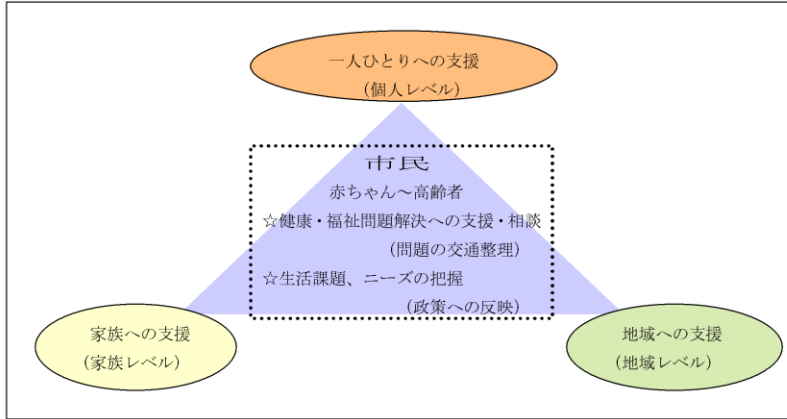 一人ひとりへの支援
(個人レベル)
市民
赤ちゃん～高齢者
☆健康・福祉問題解決への支援・相談
(問題の交通整理)
☆生活課題、ニーズの把握
(政策への反映)
家族への支援
(家族レベル)
地域への支援
(地域レベル)